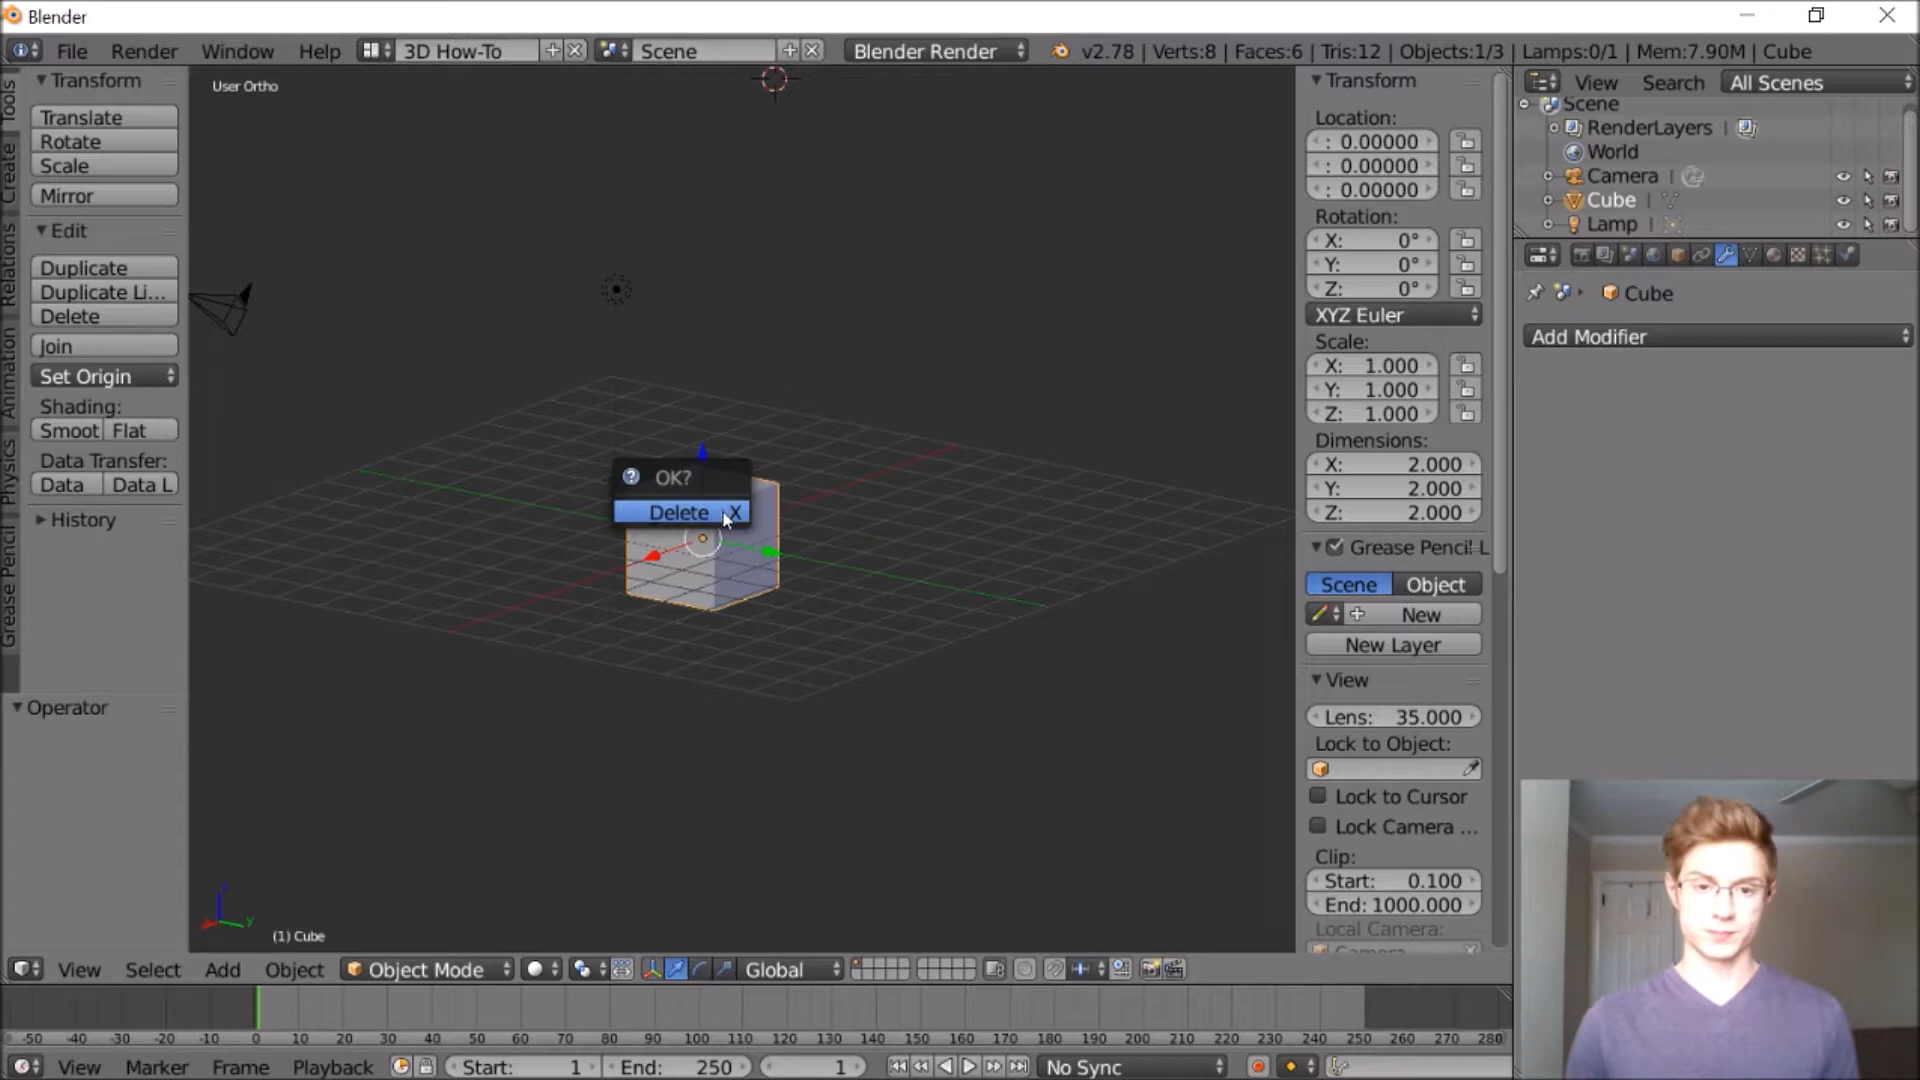 Blender
File Render Window Help 3D How-To Scene Blender Render v2.78 | Verts:8 | Faces:6 | Tris:12 | Objects:1/3 | Lamps:0/1 | Mem:7.90M | Cube
Tools
Create
Relations
Animation
Physics
Grease Pencil
Transform
Translate
Rotate
Scale
Mirror
Edit
Duplicate
Duplicate Li...
Delete
Join
Set Origin
Shading:
Smoot Flat
Data Transfer:
Data Data L
History
Operator
User Ortho
OK?
Delete X
(1) Cube
Transform
Location:
: 0.00000
: 0.00000
: 0.00000
Rotation:
X: 0°
Y: 0°
Z: 0°
XYZ Euler
Scale:
X: 1.000
Y: 1.000
Z: 1.000
Dimensions:
X: 2.000
Y: 2.000
Z: 2.000
Grease Pencil L
Scene Object
New
New Layer
View
Lens: 35.000
Lock to Object:
Lock to Cursor
Lock Camera ...
Clip:
Start: 0.100
End: 1000.000
Local Camera:
Camera
View Search All Scenes
Scene
RenderLayers
World
Camera
Cube
Lamp
Cube
Add Modifier
View Select Add Object Object Mode Global
-50 -40 -30 -20 -10 0 10 20 30 40 50 60 70 80 90 100 110 120 130 140 150 160 170 180 190 200 210 220 230 240 250 260 270 280
View Marker Frame Playback Start: 1 End: 250 1 No Sync